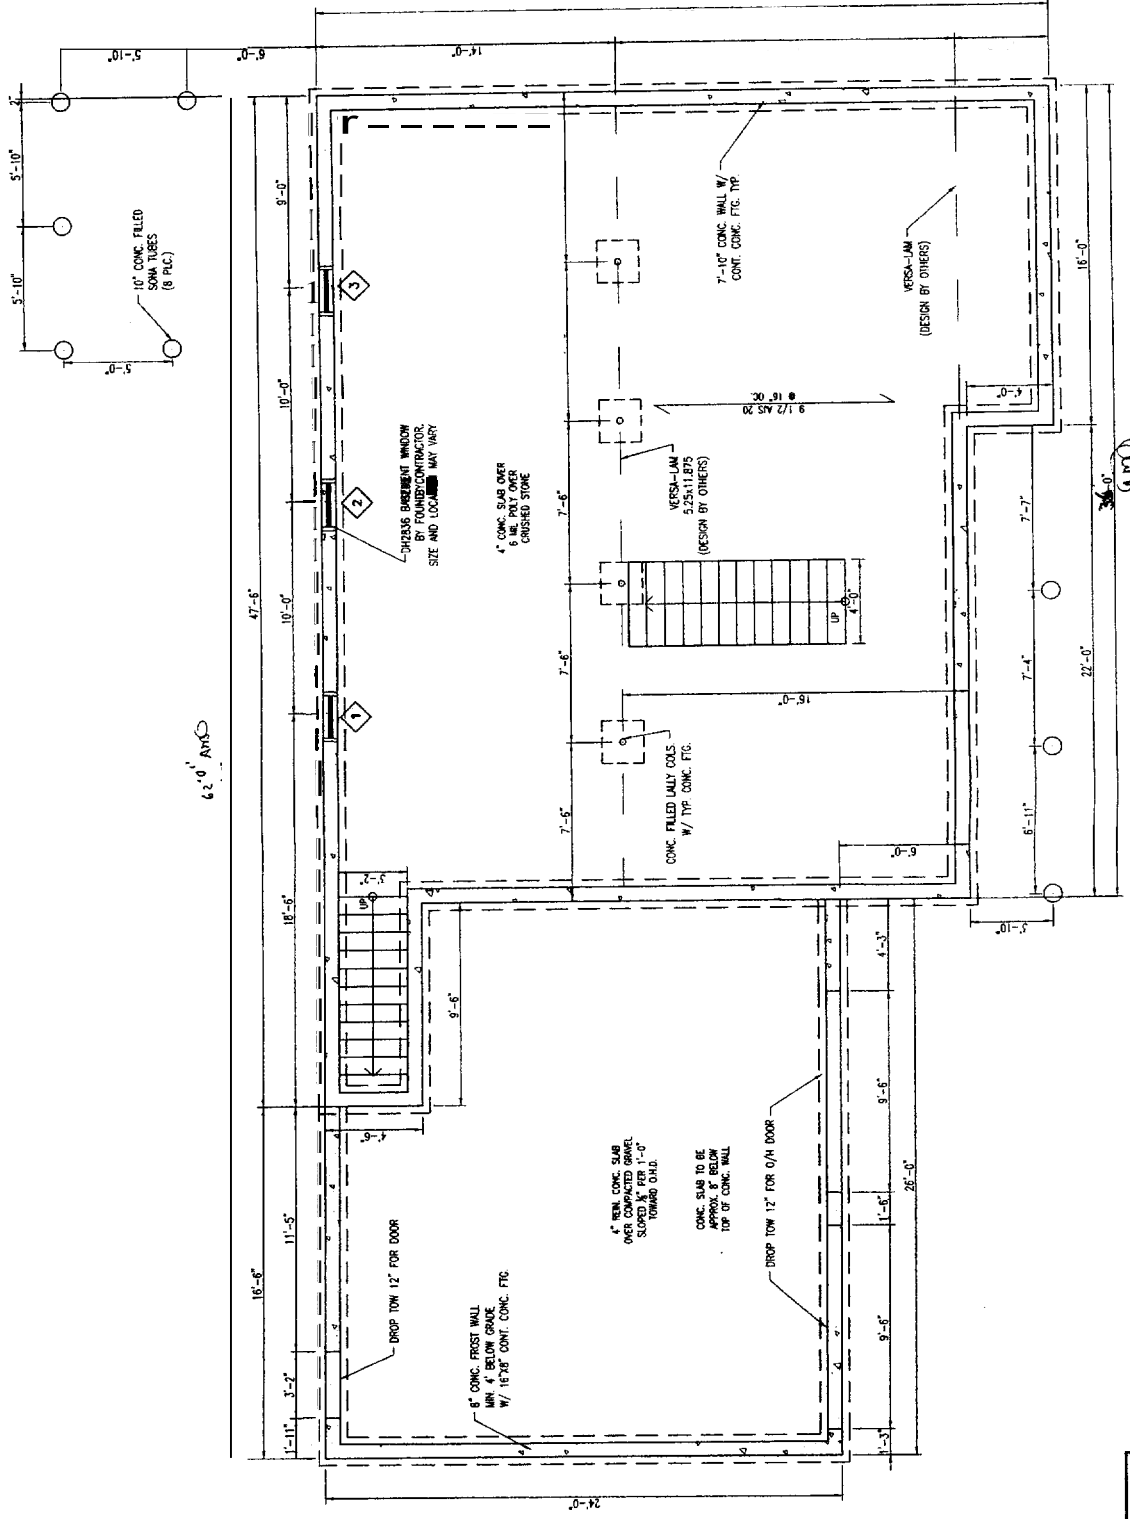 2"
5'-10"
5'-10"
10" CONC. FILLED
SONA TUBES
(8 PLC.)
5'-0"
5'-10"
6'-0"
14'-0"
47'-6"
16'-6"
9'-0"
10'-0"
10'-0"
18'-6"
11'-5"
3'-2"
1'-11"
3
2
1
DH2836 BASEMENT WINDOW
BY
CONTRACTOR.
SIZE AND
MAY VARY
4" CONC. SLAB OVER
6 MIL POLY OVER
CRUSHED STONE
7'-6"
7'-6"
7'-6"
7'-10" CONC. WALL W/
CONT. CONC. FTG. TYP.
VERSA-LAM
(DESIGN BY OTHERS)
9 1/2 AJS 20
@ 16" OC.
VERSA-LAM
5.25x11.875
(DESIGN BY OTHERS)
UP
4'-0"
16'-0"
CONC. FILLED LALLY COLS.
W/ TYP. CONC. FTG.
UP
3'-2"
9'-6"
4'-6"
6'-0"
4'-0"
16'-0"
22'-0"
7'-7"
7'-4"
6'-11"
3'-10"
DROP TOW 12" FOR DOOR
8" CONC. FROST WALL
MIN. 4' BELOW GRADE
W/ 16"X8" CONT. CONC. FTG.
4" REIN. CONC. SLAB
OVER COMPACTED GRAVEL
SLOPED ⅛" PER 1'-0"
TOWARD O.H.D.
CONC. SLAB TO BE
APPROX. 8" BELOW
TOP OF CONC. WALL
DROP TOW 12" FOR O/H DOOR
4'-3"
9'-6"
1'-6"
9'-6"
1'-3"
26'-0"
24'-0"